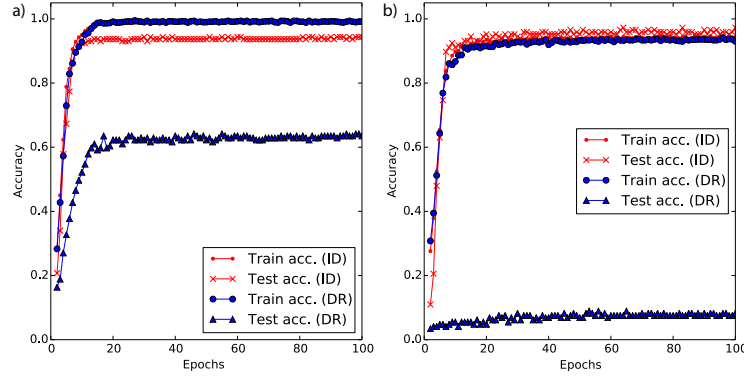 a)
1.0
0.8
0.6
0.4
0.2
0.0
Accuracy
0 20 40 60 80 100
Epochs
Train acc. (ID)
Test acc. (ID)
Train acc. (DR)
Test acc. (DR)
b)
1.0
0.8
0.6
0.4
0.2
0.0
Accuracy
0 20 40 60 80 100
Epochs
Train acc. (ID)
Test acc. (ID)
Train acc. (DR)
Test acc. (DR)